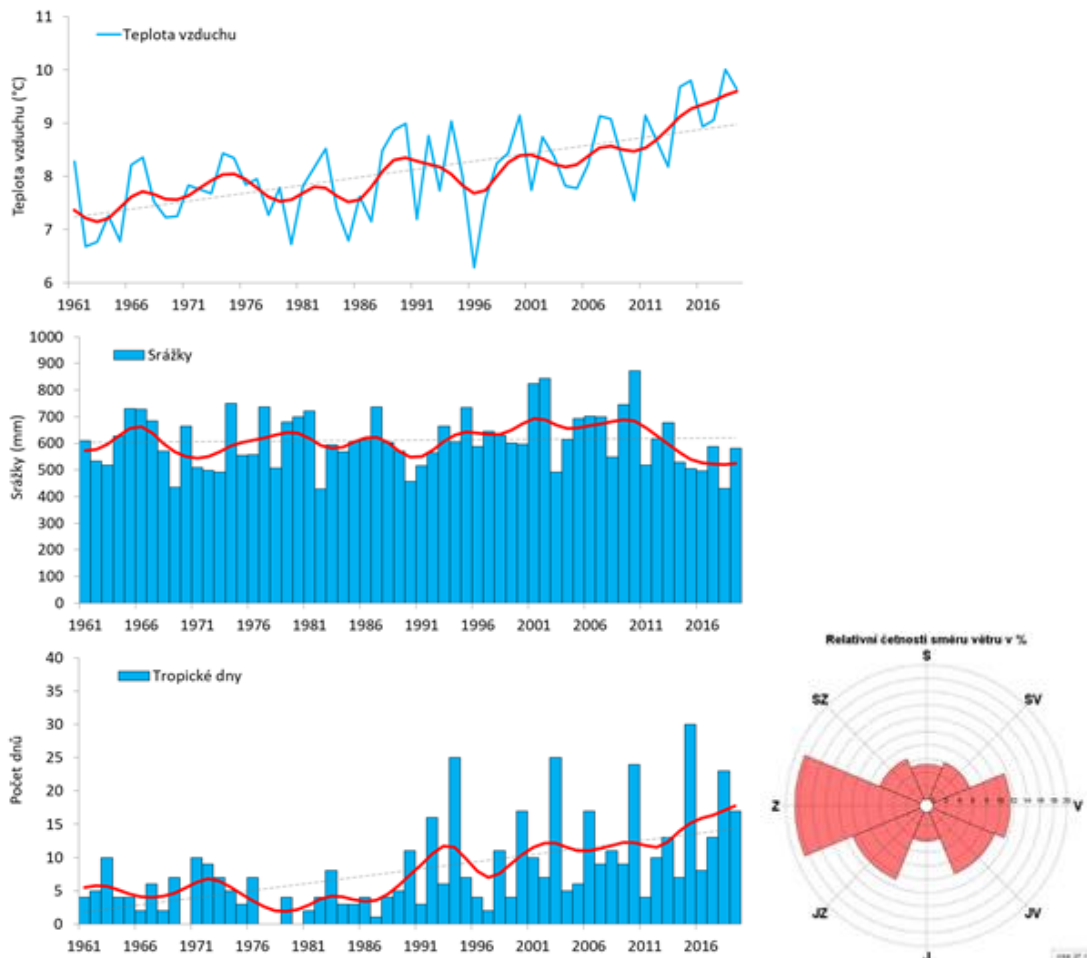 Teplota vzduchu
Teplota vzduchu (°C)
11
10
9
8
7
6
1961 1966 1971 1976 1981 1986 1991 1996 2001 2006 2011 2016
Srážky
Srážky (mm)
1000
900
800
700
600
500
400
300
200
100
0
1961 1966 1971 1976 1981 1986 1991 1996 2001 2006 2011 2016
Tropické dny
Počet dnů
40
35
30
25
20
15
10
5
0
1961 1966 1971 1976 1981 1986 1991 1996 2001 2006 2011 2016
Relativní četnosti směru větru v %
S
SZ
SV
Z
V
JZ
JV
J